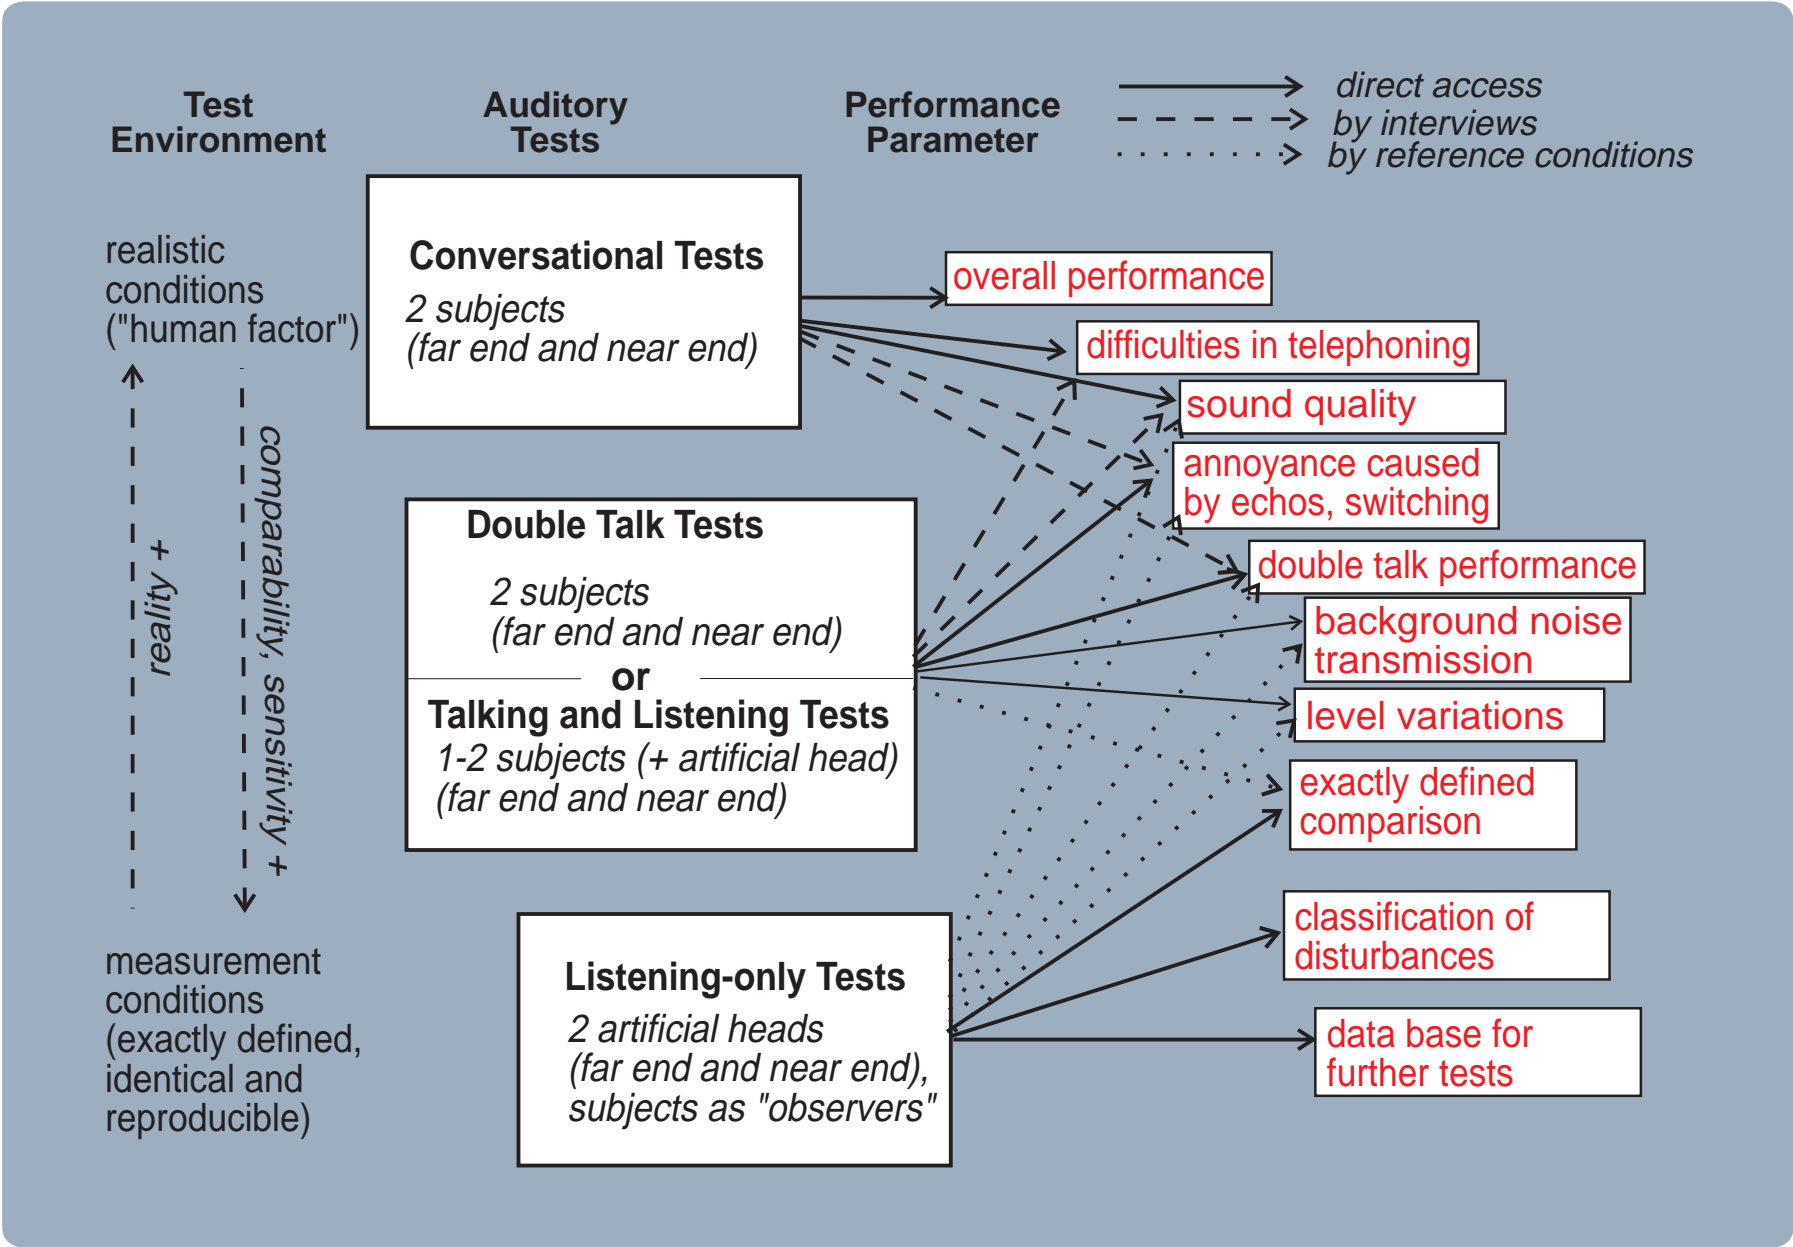 Test
Environment
Auditory
Tests
Performance
Parameter
direct access
by interviews
by reference conditions
realistic
conditions
("human factor")
reality +
comparability, sensitivity +
measurement
conditions
(exactly defined,
identical and
reproducible)
Conversational Tests
2 subjects
(far end and near end)
Double Talk Tests
2 subjects
(far end and near end)
or
Talking and Listening Tests
1-2 subjects (+ artificial head)
(far end and near end)
Listening-only Tests
2 artificial heads
(far end and near end),
subjects as "observers"
overall performance
difficulties in telephoning
sound quality
annoyance caused
by echos, switching
double talk performance
background noise
transmission
level variations
exactly defined
comparison
classification of
disturbances
data base for
further tests